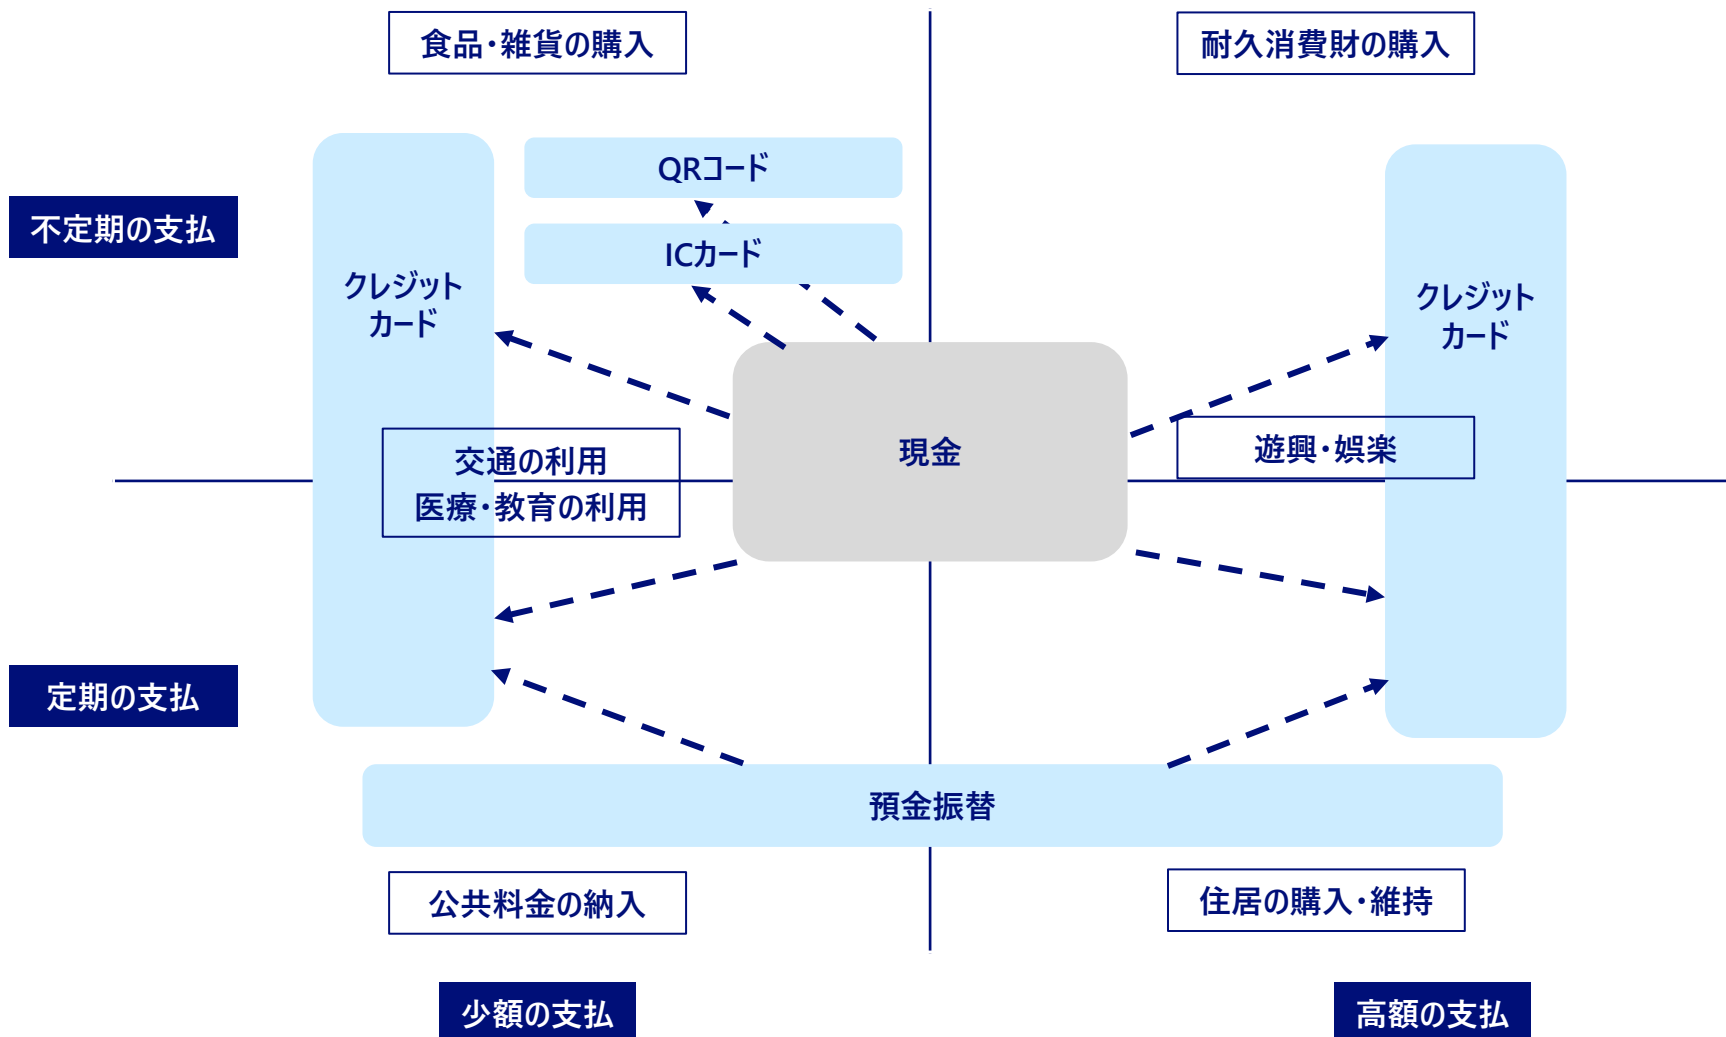 食品・雑貨の購入
耐久消費財の購入
QRコード
不定期の支払
ICカード
クレジット
カード
クレジット
カード
現金
遊興・娯楽
交通の利用
医療・教育の利用
定期の支払
預金振替
公共料金の納入
住居の購入・維持
少額の支払
高額の支払